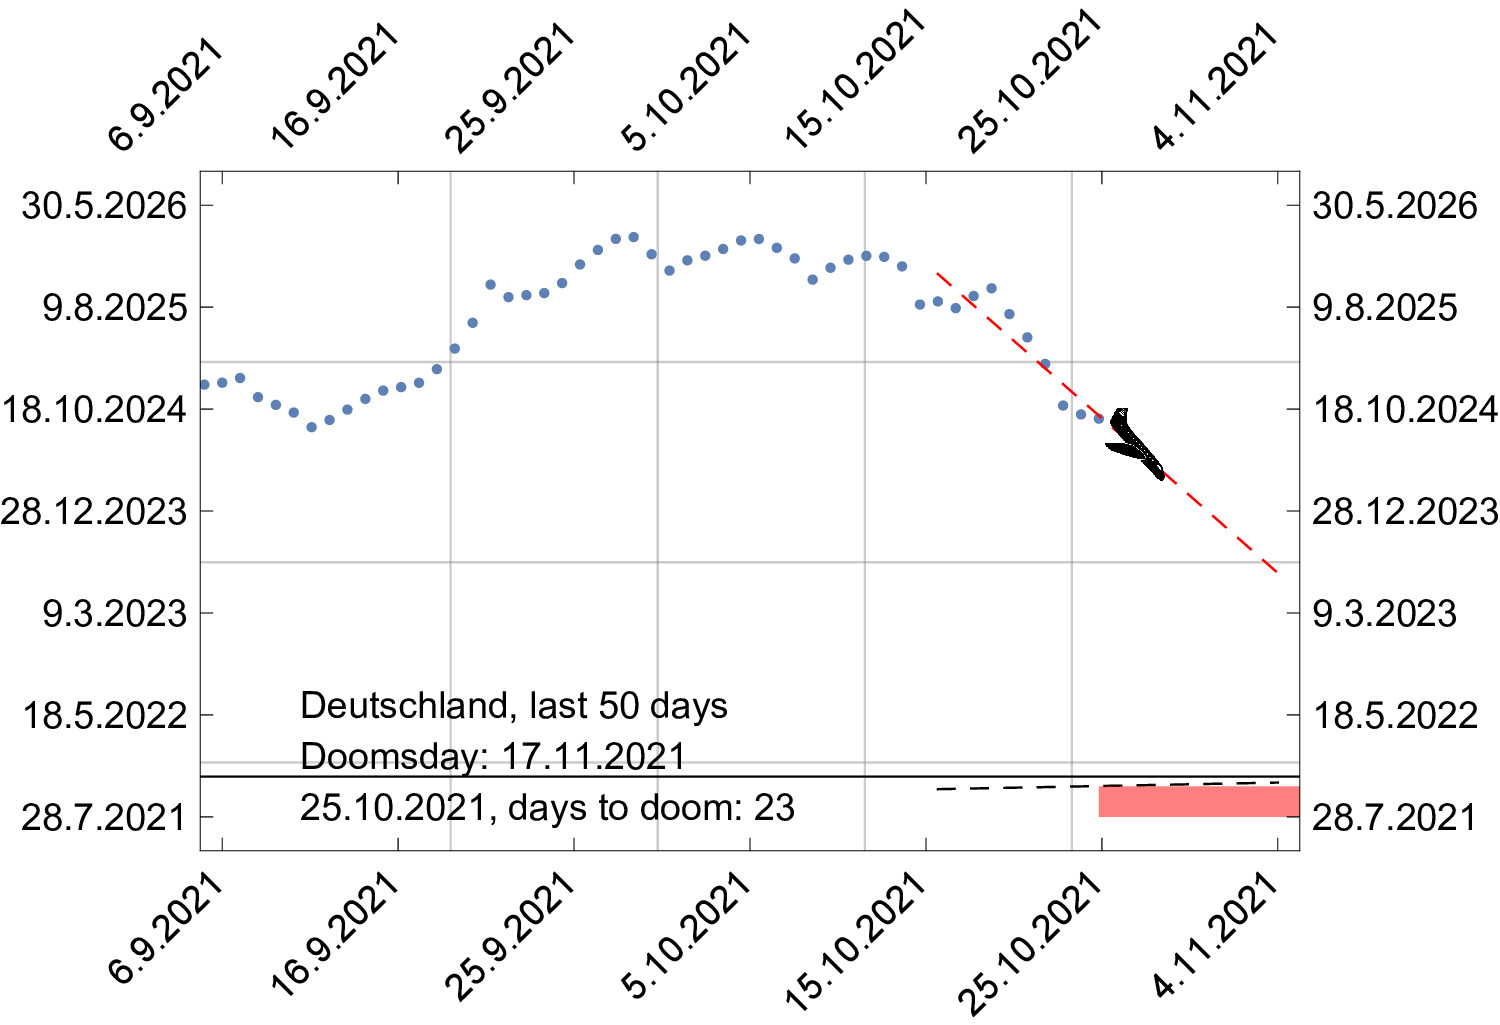 6.9.2021 16.9.2021 25.9.2021 5.10.2021 15.10.2021 25.10.2021 4.11.2021
30.5.2026 30.5.2026
9.8.2025 9.8.2025
18.10.2024 18.10.2024
28.12.2023 28.12.2023
9.3.2023 9.3.2023
18.5.2022 Deutschland, last 50 days 18.5.2022
Doomsday: 17.11.2021
28.7.2021 25.10.2021, days to doom: 23 28.7.2021
6.9.2021 16.9.2021 25.9.2021 5.10.2021 15.10.2021 25.10.2021 4.11.2021